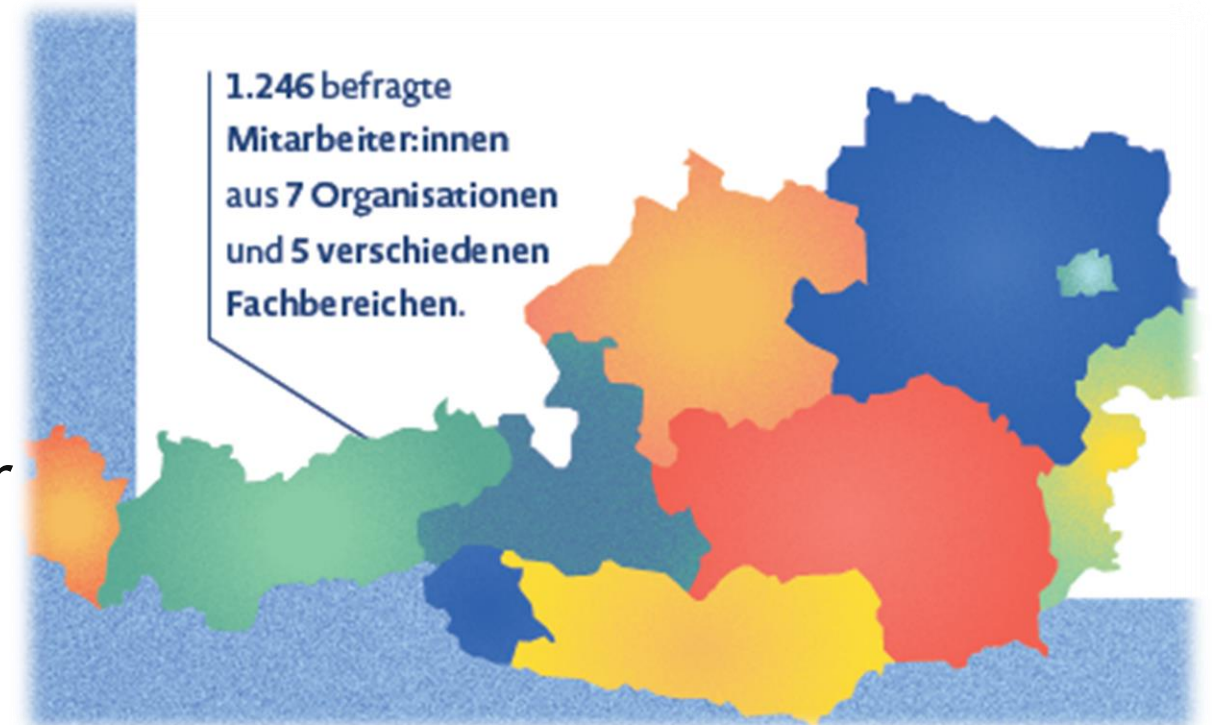 1.246 befragte
Mitarbeiter:innen
aus 7 Organisationen
und 5 verschiedenen
Fachbereichen.
r